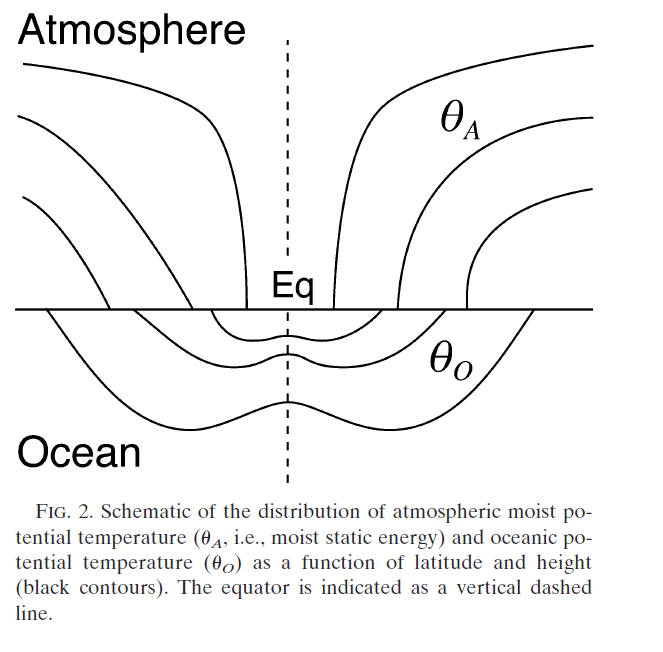 Atmosphere
θA
Eq
θO
Ocean
FIG. 2. Schematic of the distribution of atmospheric moist po-
tential temperature (θA, i.e., moist static energy) and oceanic po-
tential temperature (θO) as a function of latitude and height
(black contours). The equator is indicated as a vertical dashed
line.